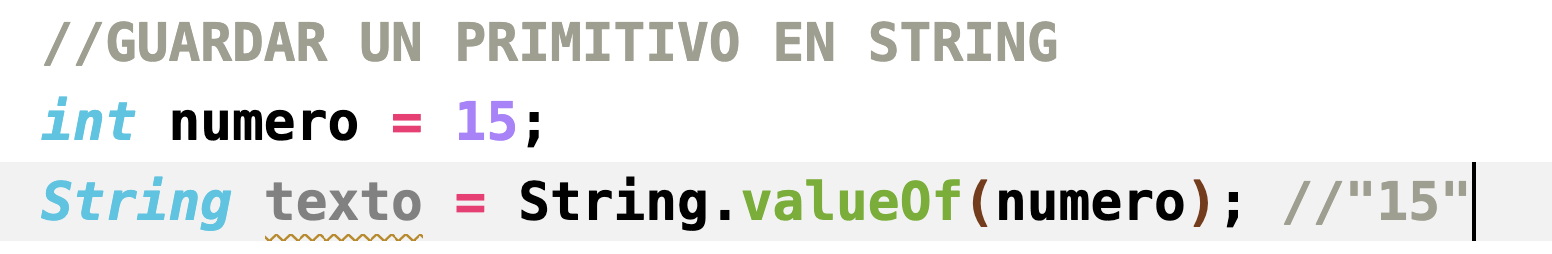 //GUARDAR UN PRIMITIVO EN STRING
int numero = 15;
String texto = String.valueOf(numero); //"15"